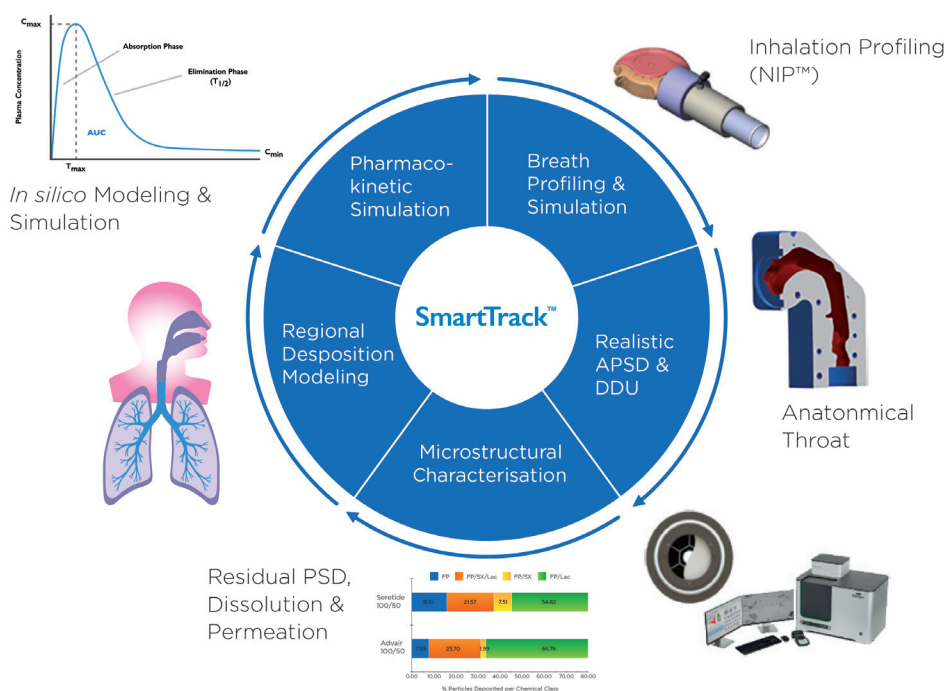 Cmax
Plasma Concentration
Absorption Phase
Elimination Phase
(T1/2)
AUC
Tmax
Cmin
In silico Modeling &
Simulation
Inhalation Profiling
(NIP™)
Pharmaco-
kinetic
Simulation
Breath
Profiling &
Simulation
SmartTrack™
Regional
Desposition
Modeling
Realistic
APSD &
DDU
Microstructural
Characterisation
Anatonmical
Throat
Residual PSD,
Dissolution &
Permeation
FP FP/SX/Lac FP/SX FP/Lac
Seretide
100/50
21.57 7.51 54.82
Advair
100/50
23.70 1.99 66.76
0.00 10.00 20.00 30.00 40.00 50.00 60.00 70.00 80.00
% Particles Deposited per Chemical Class